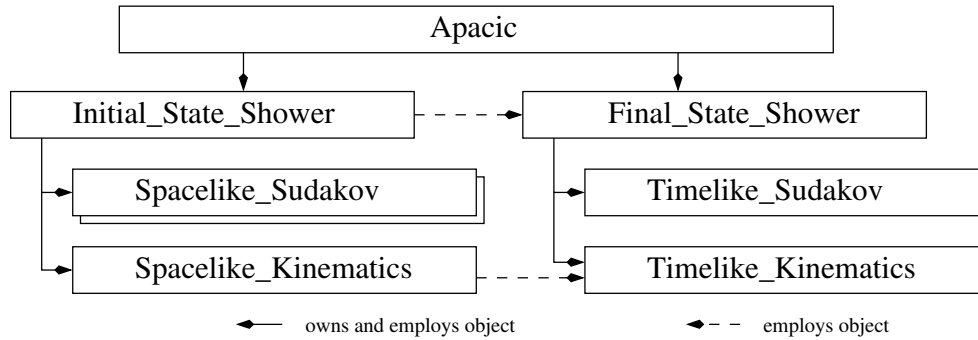 Apacic
Initial_State_Shower
Final_State_Shower
Spacelike_Sudakov
Timelike_Sudakov
Spacelike_Kinematics
Timelike_Kinematics
owns and employs object
employs object